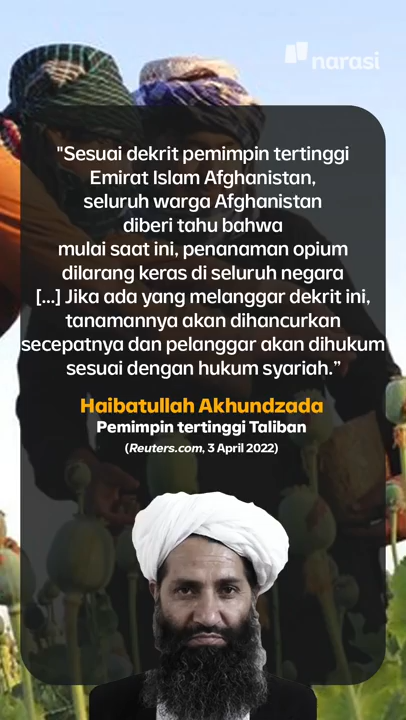 narasi
"Sesuai dekrit pemimpin tertinggi
Emirat Islam Afghanistan,
seluruh warga Afghanistan
diberi tahu bahwa
mulai saat ini, penanaman opium
dilarang keras di seluruh negara
[...] Jika ada yang melanggar dekrit ini,
tanamannya akan dihancurkan
secepatnya dan pelanggar akan dihukum
sesuai dengan hukum syariah.”
Haibatullah Akhundzada
Pemimpin tertinggi Taliban
(Reuters.com, 3 April 2022)